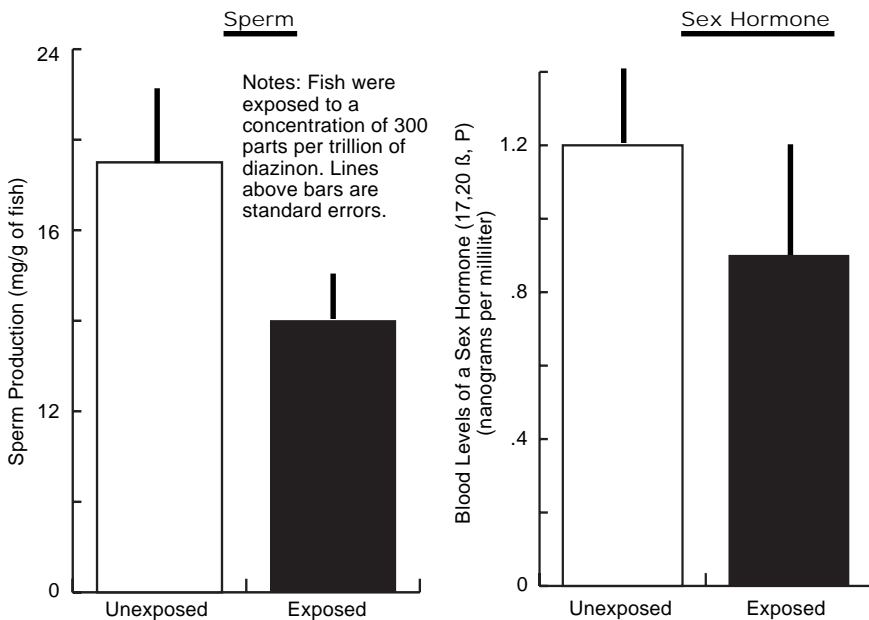 Sperm
24
16
12
0
Sperm Production (mg/g of fish)
Notes: Fish were
exposed to a
concentration of 300
parts per trillion of
diazinon. Lines
above bars are
standard errors.
Unexposed
Exposed
Sex Hormone
1.2
.8
.4
0
Blood Levels of a Sex Hormone (17,20 ß, P)
(nanograms per milliliter)
Unexposed
Exposed